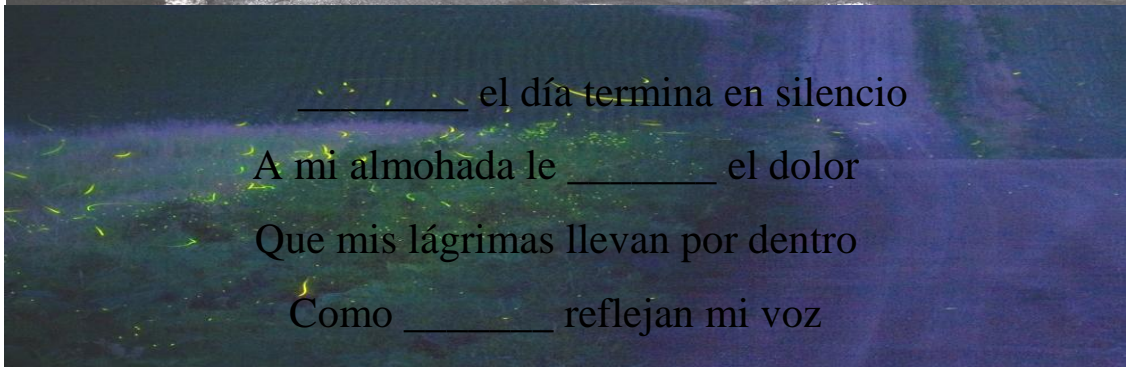 ________ el día termina en silencio
A mi almohada le _______ el dolor
Que mis lágrimas llevan por dentro
Como _______ reflejan mi voz